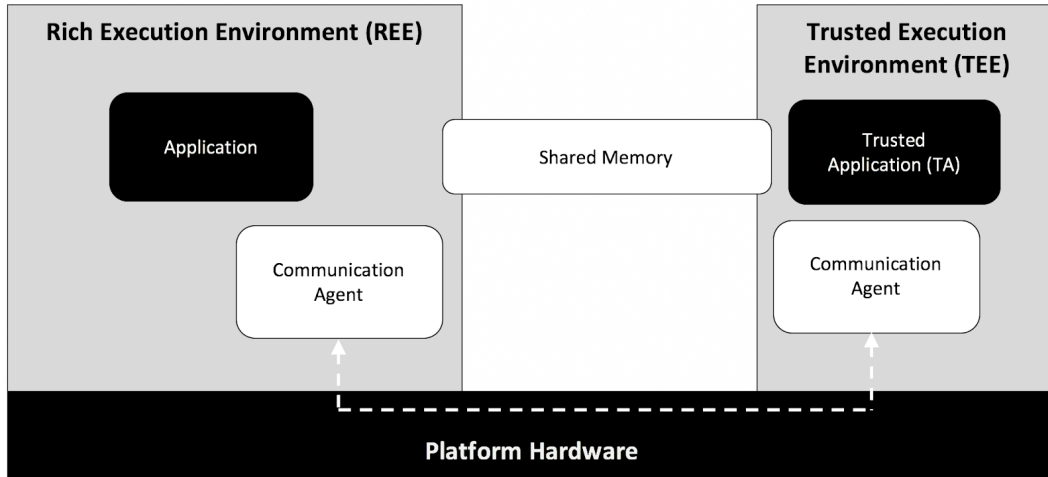 Rich Execution Environment (REE)
Trusted Execution
Environment (TEE)
Application
Shared Memory
Trusted
Application (TA)
Communication
Agent
Communication
Agent
Platform Hardware